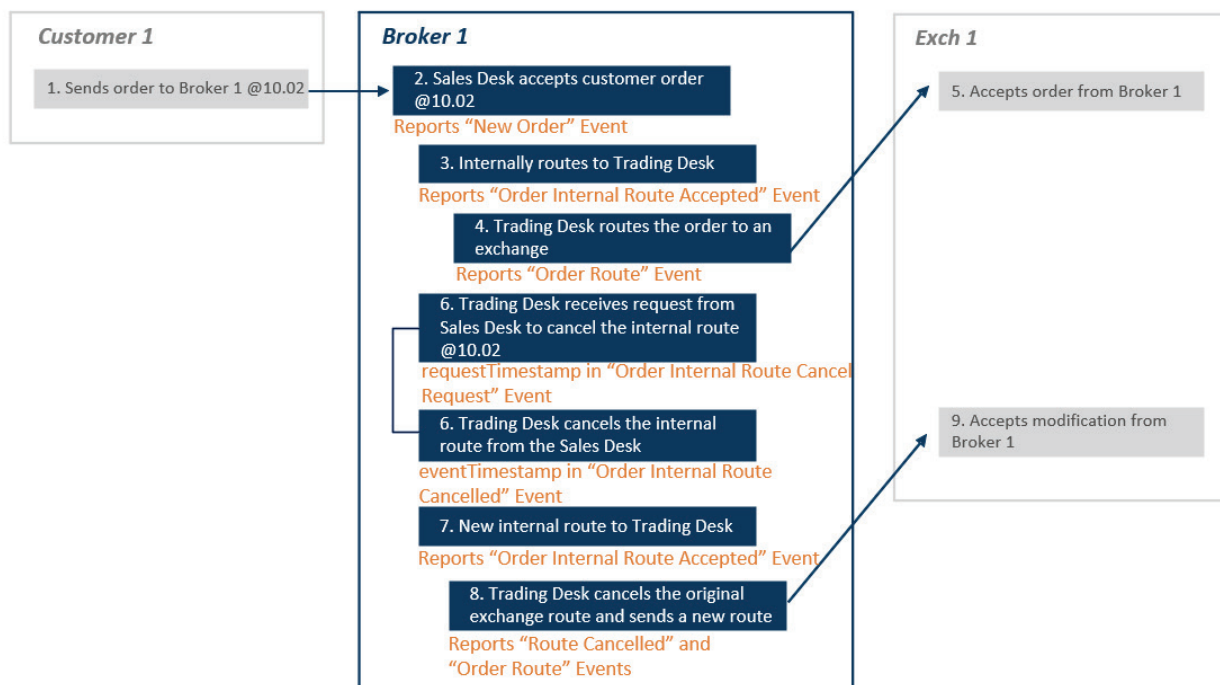 Customer 1
1. Sends order to Broker 1 @10.02
Broker 1
2. Sales Desk accepts customer order
@10.02
Reports “New Order” Event
3. Internally routes to Trading Desk
Reports “Order Internal Route Accepted” Event
4. Trading Desk routes the order to an
exchange
Reports “Order Route” Event
6. Trading Desk receives request from
Sales Desk to cancel the internal route
@10.02
requestTimestamp in “Order Internal Route Cancel
Request” Event
6. Trading Desk cancels the internal
route from the Sales Desk
eventTimestamp in “Order Internal Route
Cancelled” Event
7. New internal route to Trading Desk
Reports “Order Internal Route Accepted” Event
8. Trading Desk cancels the original
exchange route and sends a new route
Reports “Route Cancelled” and
“Order Route” Events
Exch 1
5. Accepts order from Broker 1
9. Accepts modification from
Broker 1